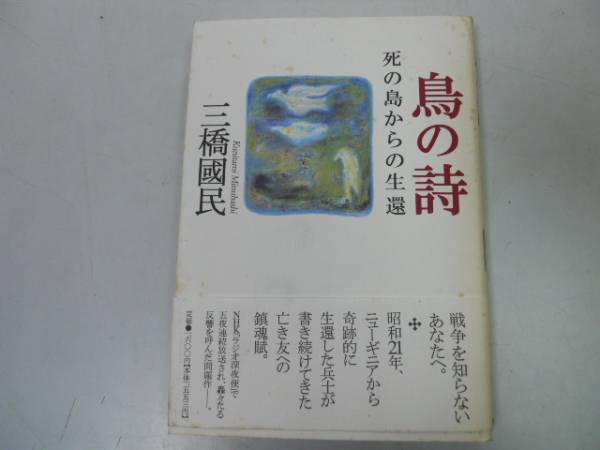 鳥の詩
死の島からの生還
三橋國民
Kunitami Mitsuhashi
戦争を知らない
あなたへ。
昭和21年、
ニューギニアから
奇跡的に
生還した兵士が
書き続けてきた
亡き友への
鎮魂賦。
NHK「ラジオ深夜便」で、
五夜連続放送され、轟々たる
反響を呼んだ問題作――。